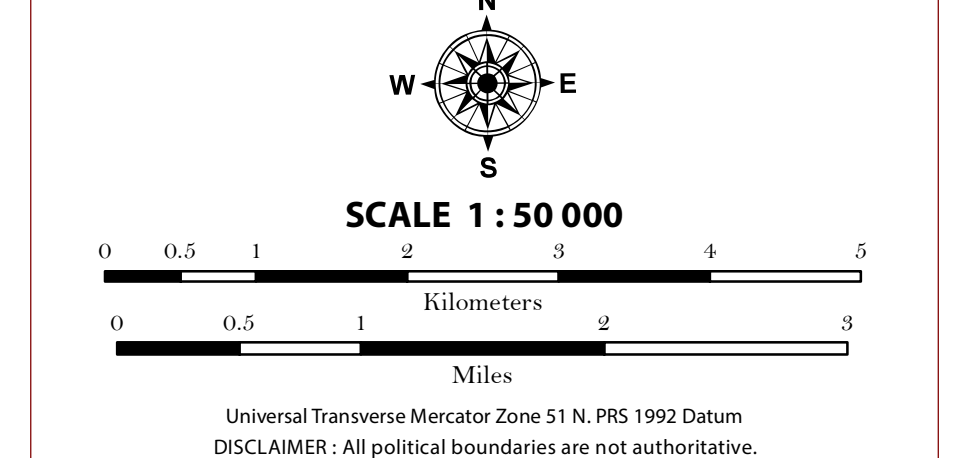 N
W E
S
SCALE 1 : 50 000
0 0.5 1 2 3 4 5
Kilometers
0 0.5 1 2 3
Miles
Universal Transverse Mercator Zone 51 N. PRS 1992 Datum
DISCLAIMER : All political boundaries are not authoritative.